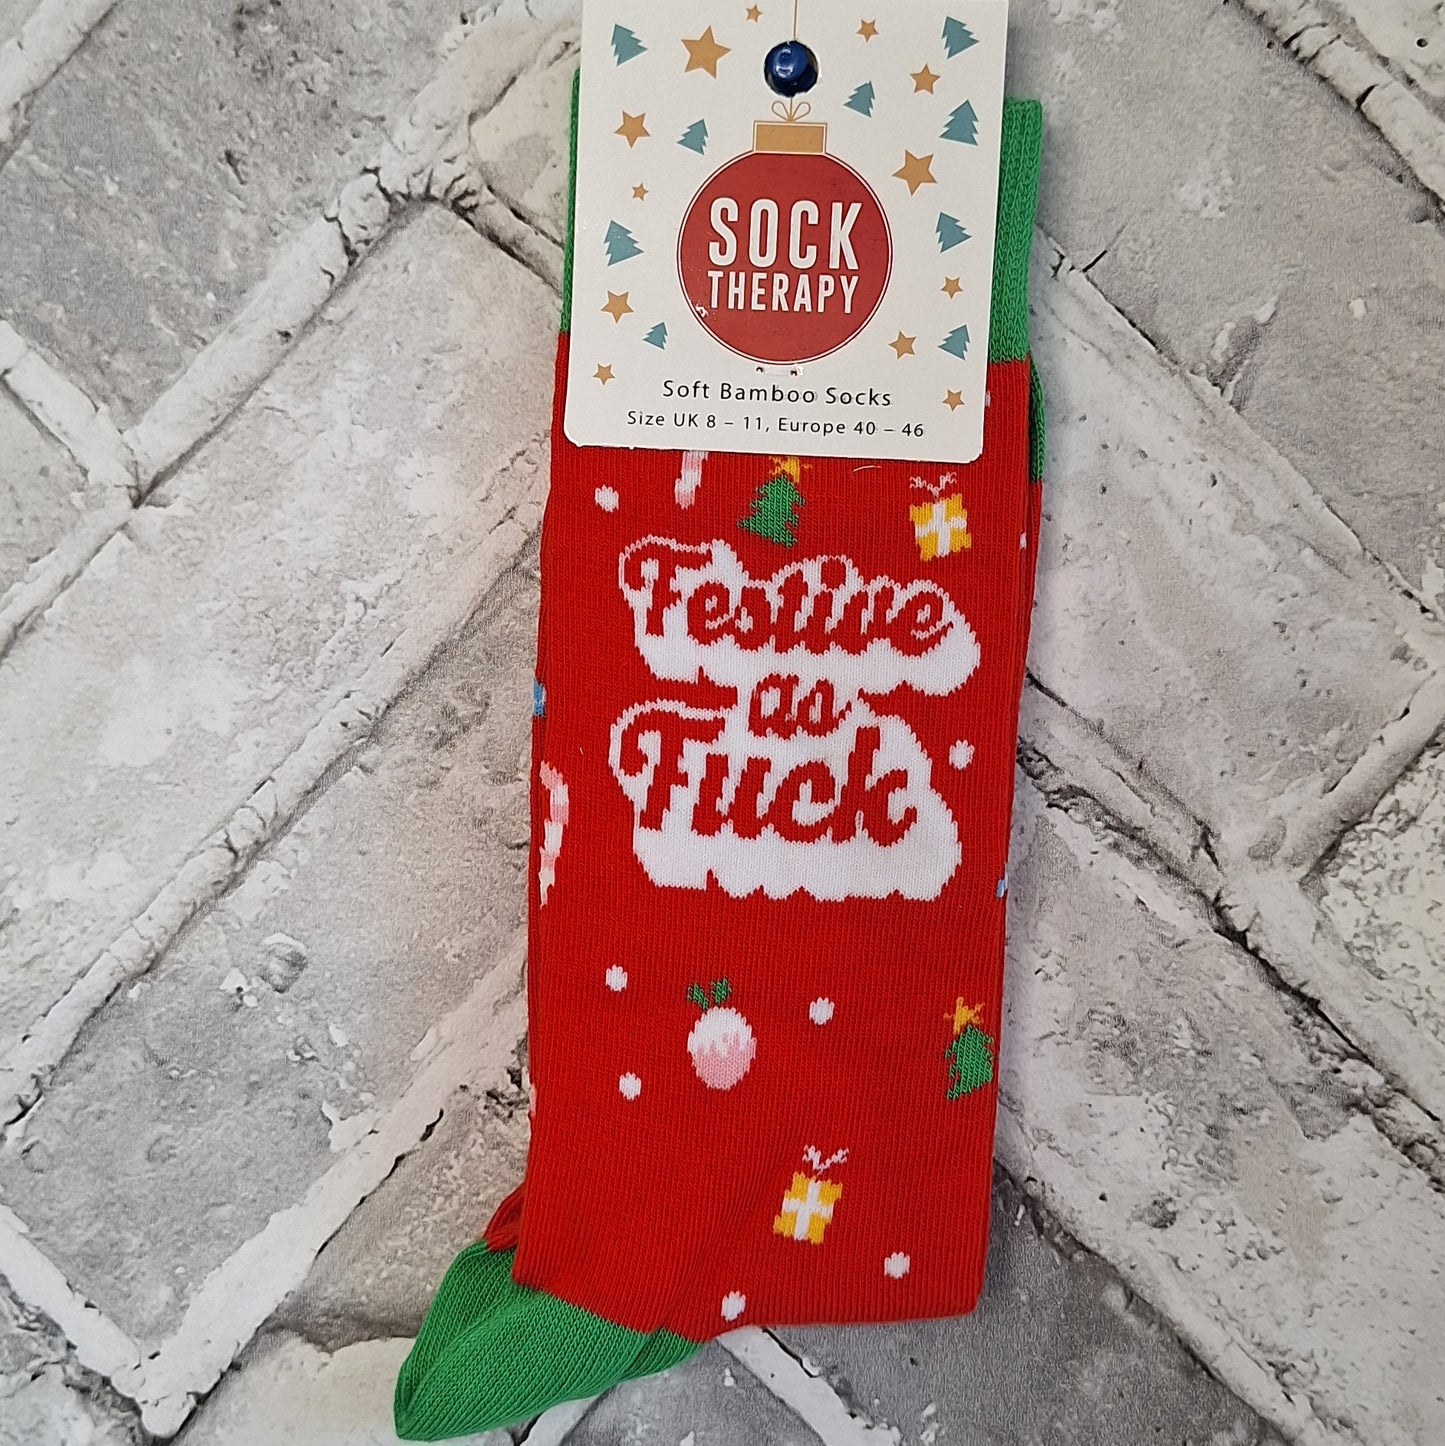 SOCK
THERAPY
Soft Bamboo Socks
Size UK 8 – 11, Europe 40 – 46
Festive
as
Fuck